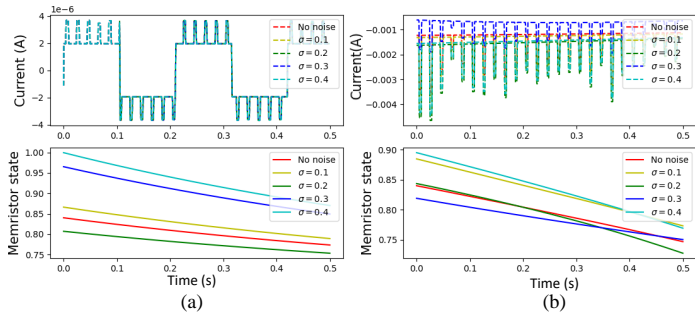 1e−6
4
2
0
−2
−4
Current (A)
0.0 0.1 0.2 0.3 0.4 0.5
No noise
σ = 0.1
σ = 0.2
σ = 0.3
σ = 0.4
1.00
0.95
0.90
0.85
0.80
0.75
Memristor state
No noise
σ = 0.1
σ = 0.2
σ = 0.3
σ = 0.4
0.0 0.1 0.2 0.3 0.4 0.5
Time (s)
(a)
−0.001
−0.002
−0.003
−0.004
Current(A)
No noise
σ = 0.1
σ = 0.2
σ = 0.3
σ = 0.4
0.0 0.1 0.2 0.3 0.4 0.5
0.90
0.85
0.80
0.75
Memristor state
No noise
σ = 0.1
σ = 0.2
σ = 0.3
σ = 0.4
0.0 0.1 0.2 0.3 0.4 0.5
Time (s)
(b)